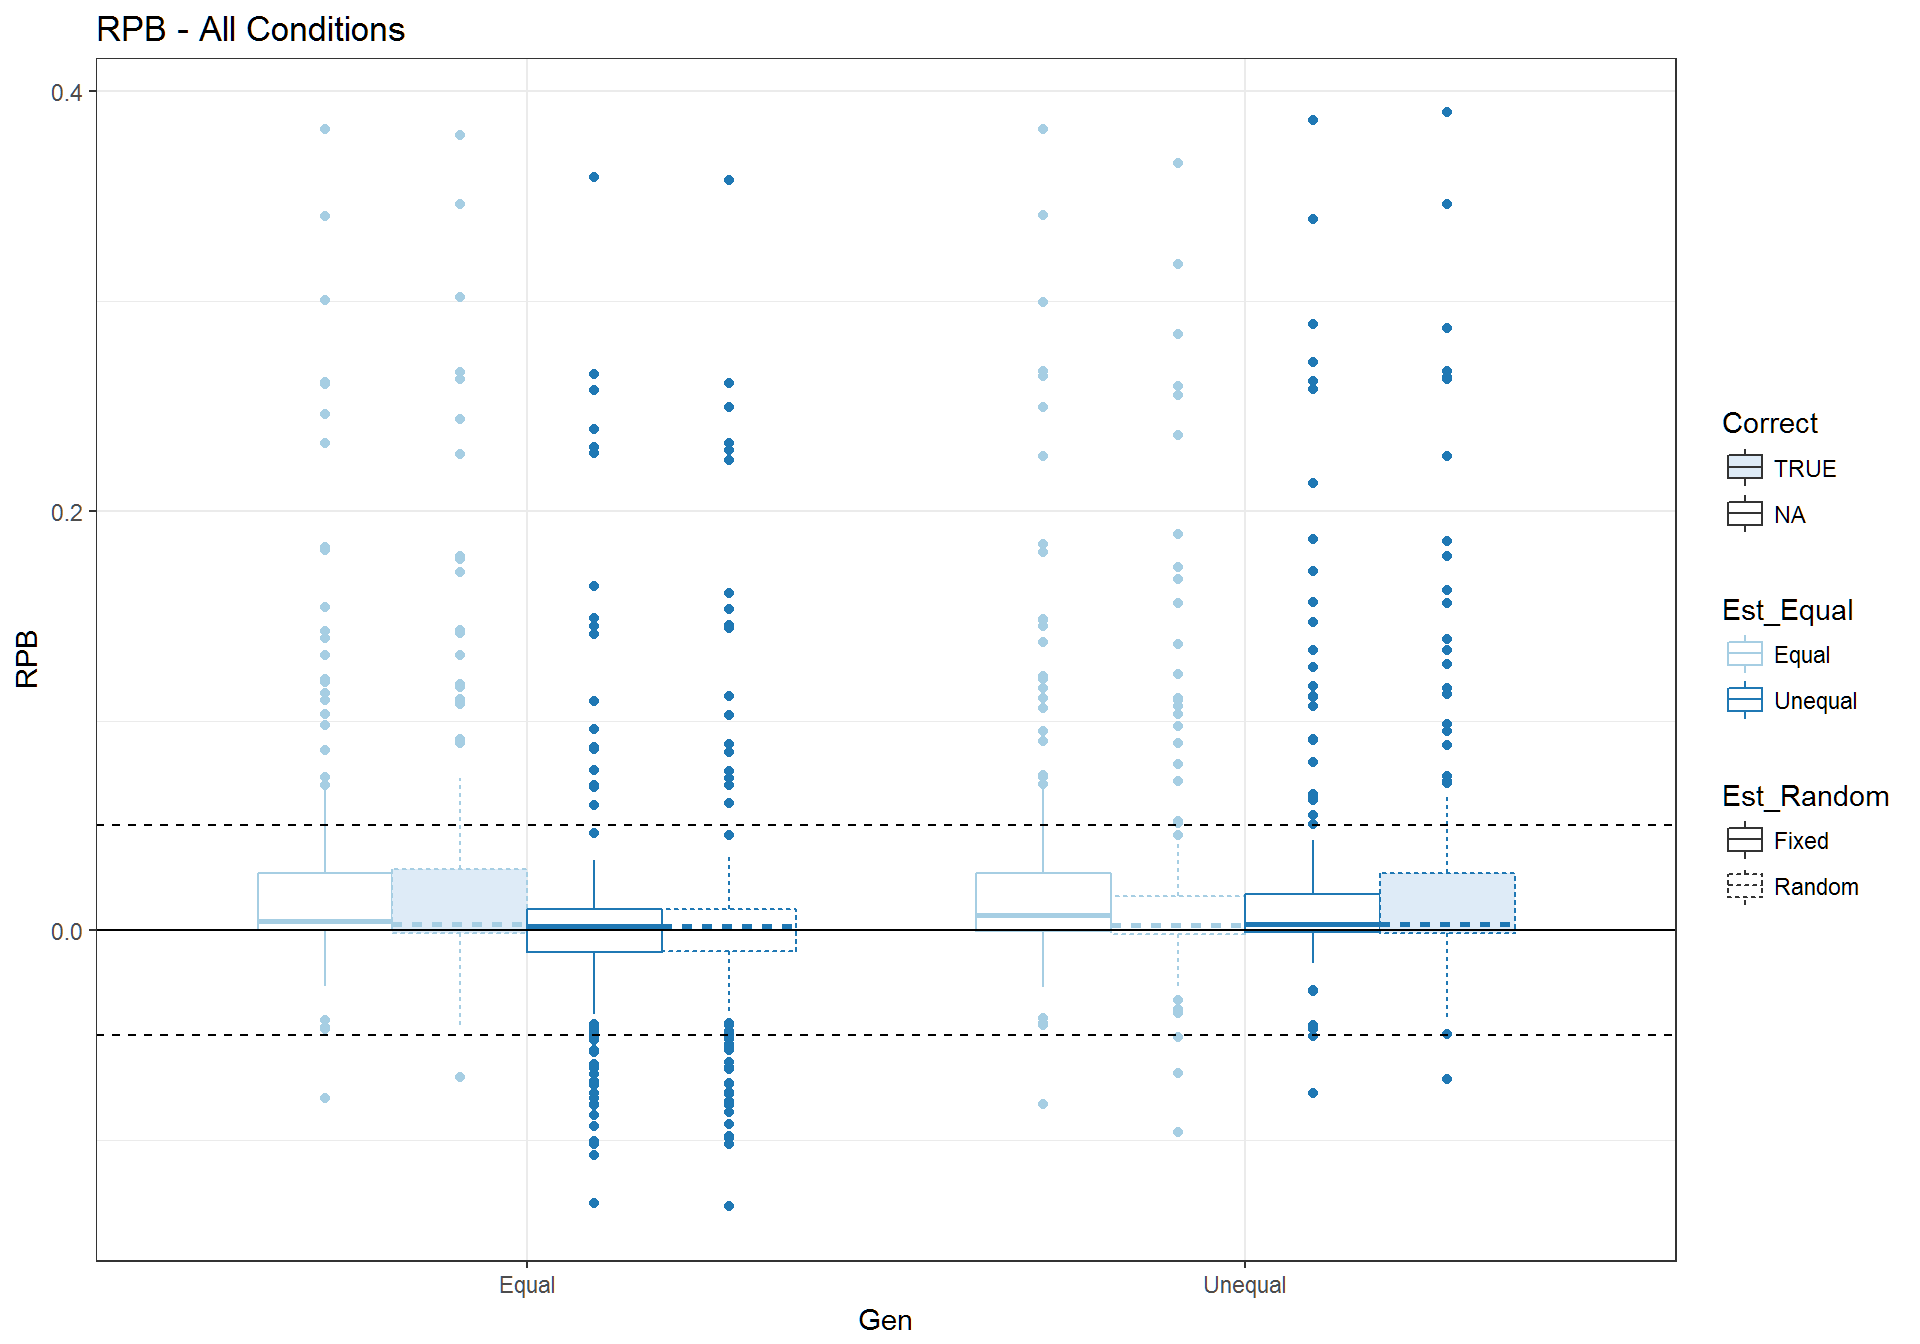 RPB - All Conditions
0.4
0.2
0.0
RPB
Equal
Unequal
Gen
Correct
TRUE
NA
Est_Equal
Equal
Unequal
Est_Random
Fixed
Random